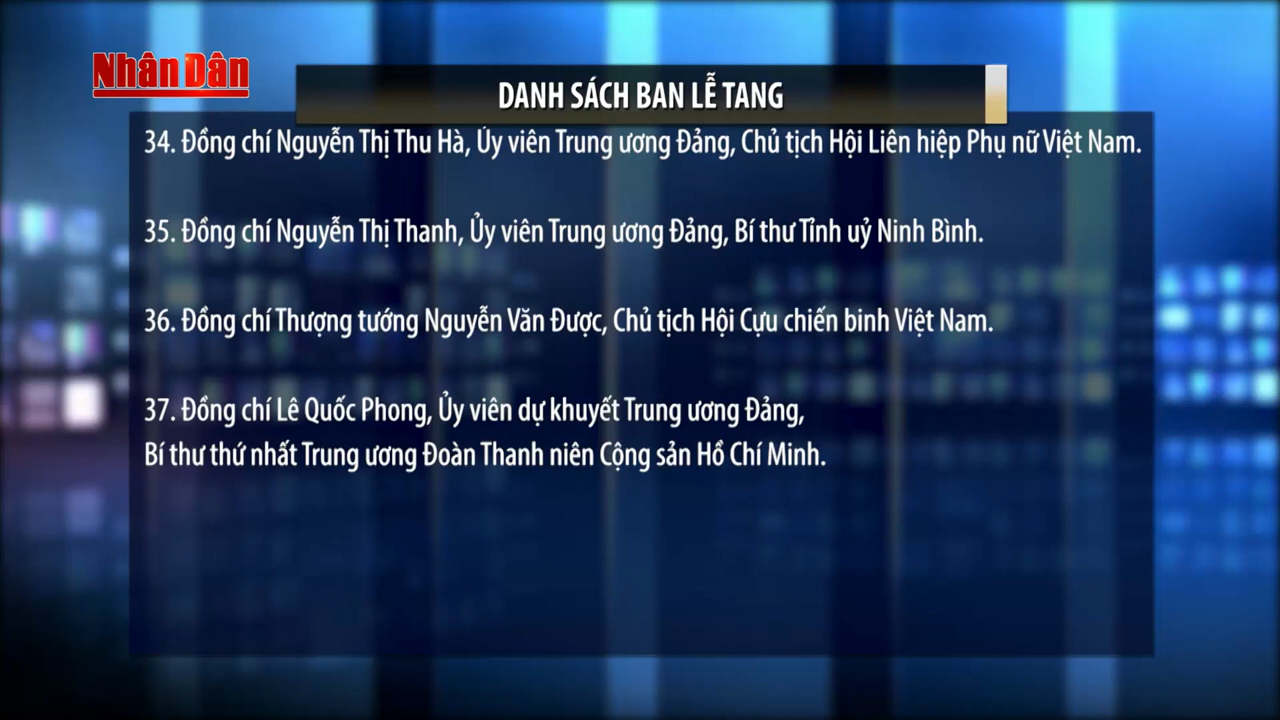 Nhân Dân
DANH SÁCH BAN LỄ TANG
34. Đồng chí Nguyễn Thị Thu Hà, Ủy viên Trung ương Đảng, Chủ tịch Hội Liên hiệp Phụ nữ Việt Nam.
35. Đồng chí Nguyễn Thị Thanh, Ủy viên Trung ương Đảng, Bí thư Tỉnh uỷ Ninh Bình.
36. Đồng chí Thượng tướng Nguyễn Văn Được, Chủ tịch Hội Cựu chiến binh Việt Nam.
37. Đồng chí Lê Quốc Phong, Ủy viên dự khuyết Trung ương Đảng,
Bí thư thứ nhất Trung ương Đoàn Thanh niên Cộng sản Hồ Chí Minh.